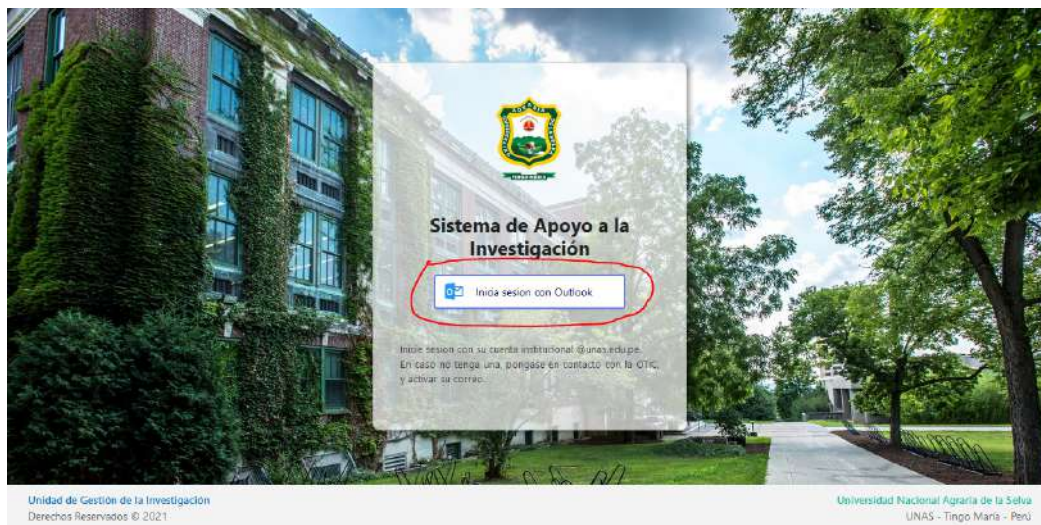 TINGO MARÍA
Sistema de Apoyo a la
Investigación
Inicia sesion con Outlook
Inicie sesion con su cuenta institucional @unas.edu.pe.
En caso no tenga una, pongase en contacto con la OTIC,
y activar su correo.
Unidad de Gestión de la Investigación
Derechos Reservados © 2021
Universidad Nacional Agraria de la Selva
UNAS - Tingo María - Perú